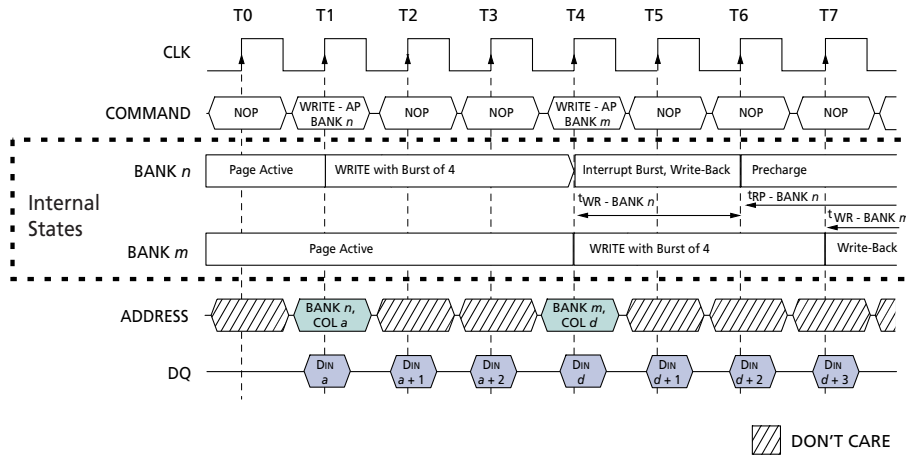 T0 T1 T2 T3 T4 T5 T6 T7
CLK
COMMAND NOP WRITE - AP BANK n NOP NOP WRITE - AP BANK m NOP NOP NOP
BANK n Page Active WRITE with Burst of 4 Interrupt Burst, Write-Back Precharge
Internal States
tWR - BANK n tRP - BANK n
tWR - BANK m
BANK m Page Active WRITE with Burst of 4 Write-Back
ADDRESS BANK n, COL a BANK m, COL d
DQ DIN a DIN a + 1 DIN a + 2 DIN d DIN d + 1 DIN d + 2 DIN d + 3
DON'T CARE